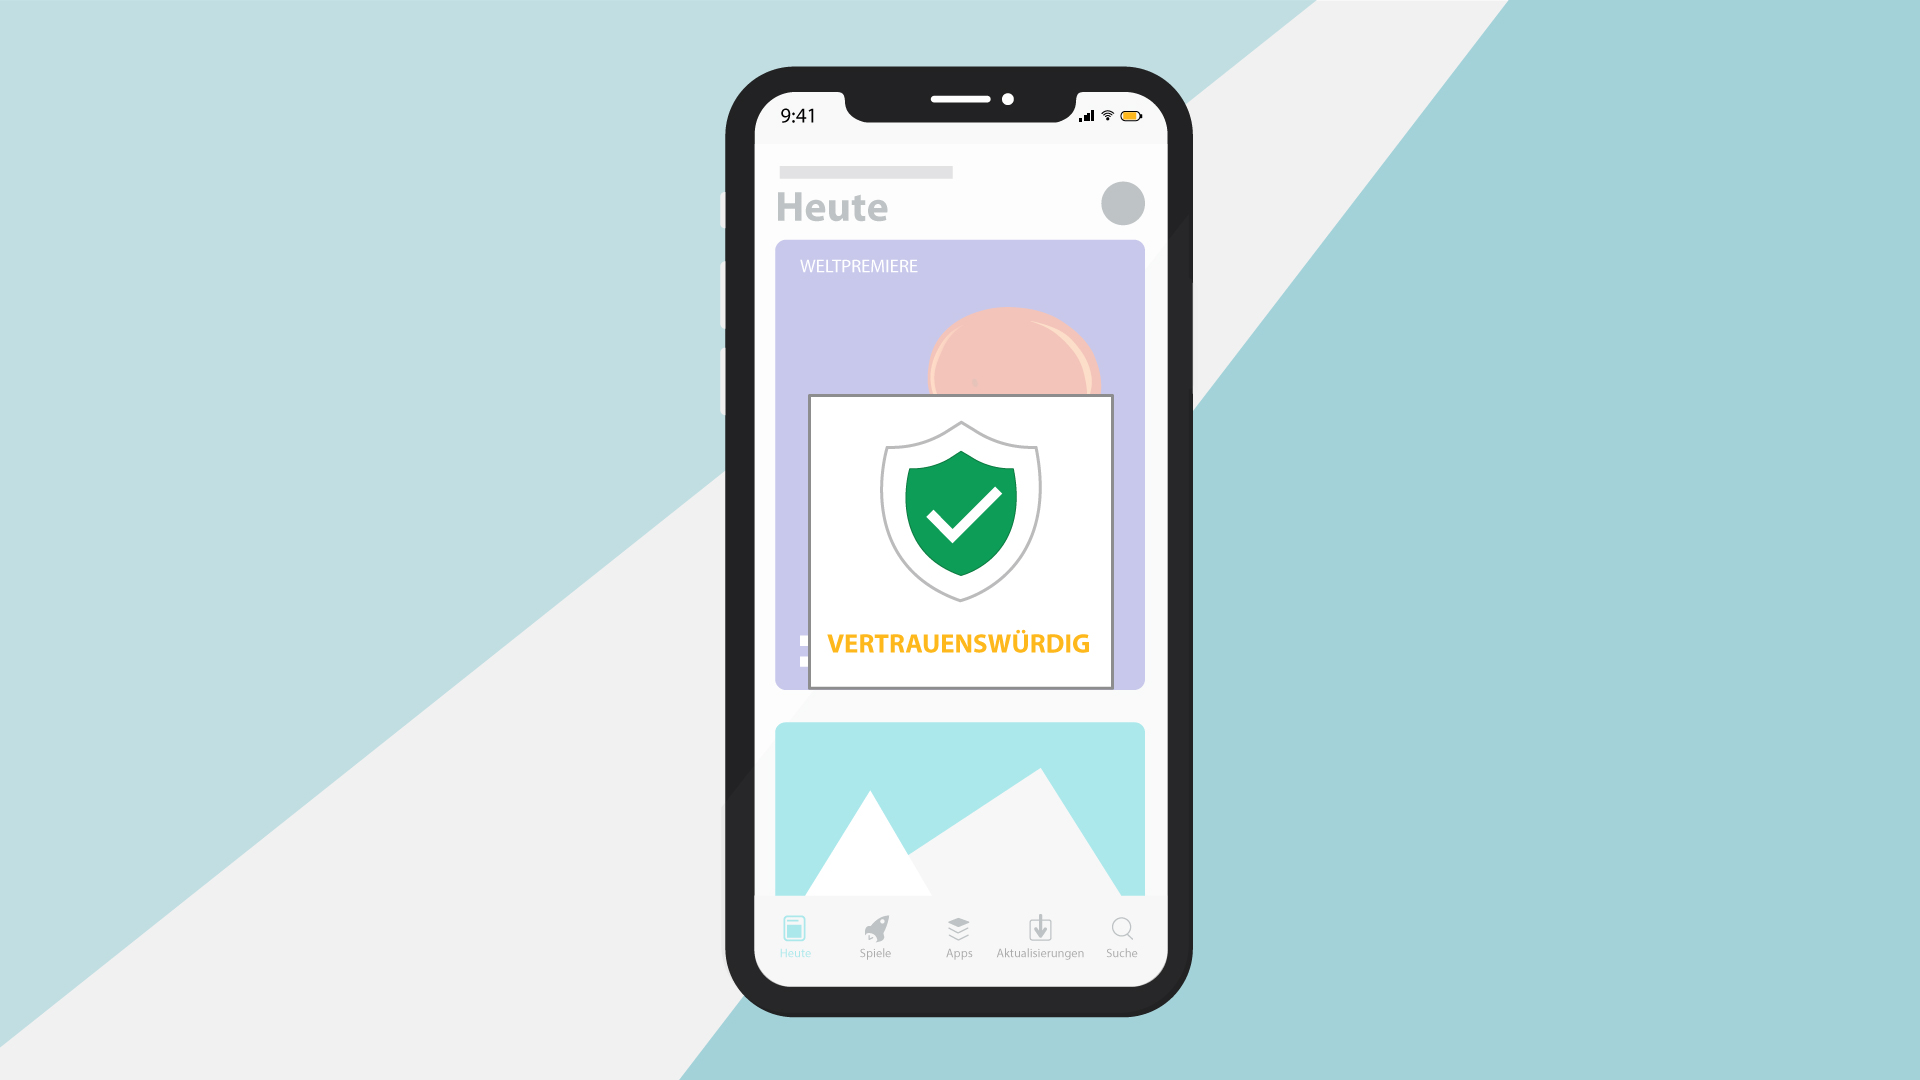 9:41
Heute
WELTPREMIERE
VERTRAUENSWÜRDIG
Heute
Spiele
Apps
Aktualisierungen
Suche